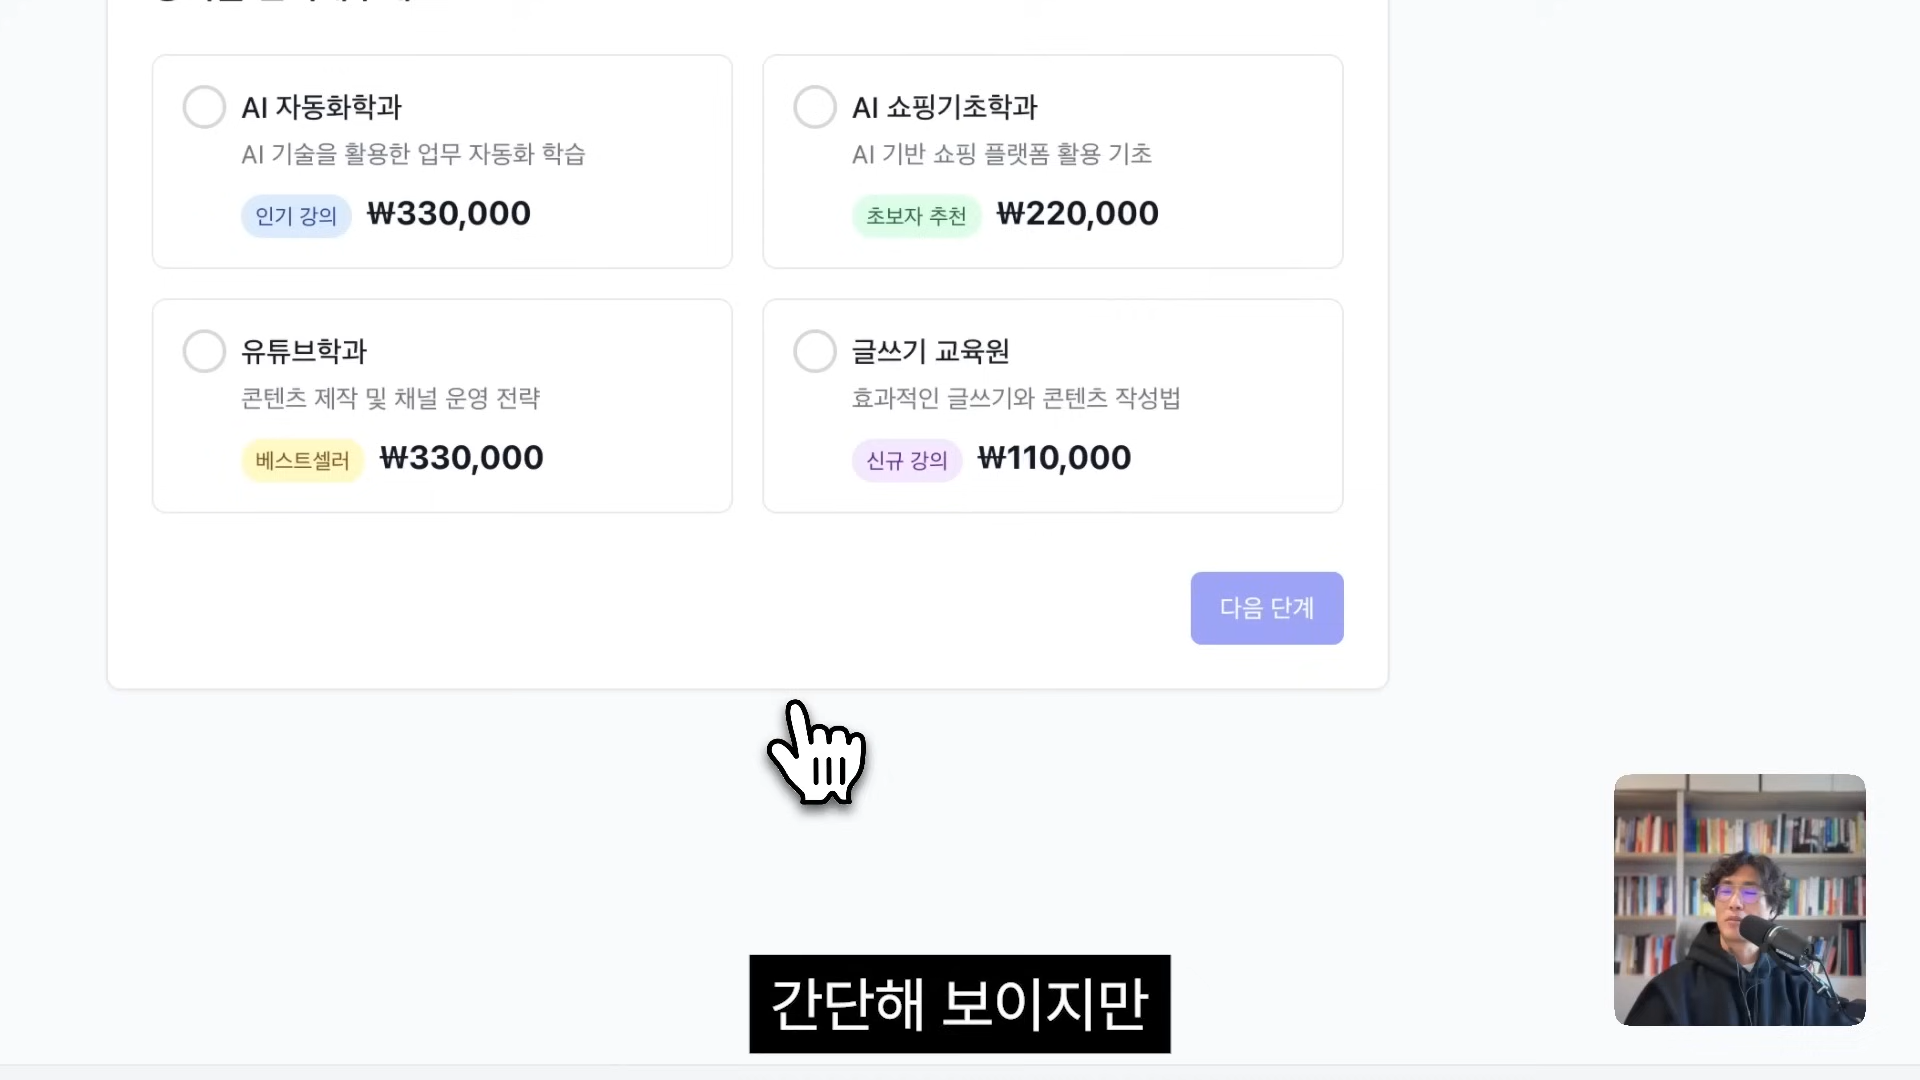 AI 자동화학과
AI 기술을 활용한 업무 자동화 학습
인기 강의 ₩330,000
AI 쇼핑기초학과
AI 기반 쇼핑 플랫폼 활용 기초
초보자 추천 ₩220,000
유튜브학과
콘텐츠 제작 및 채널 운영 전략
베스트셀러 ₩330,000
글쓰기 교육원
효과적인 글쓰기와 콘텐츠 작성법
신규 강의 ₩110,000
다음 단계
간단해 보이지만